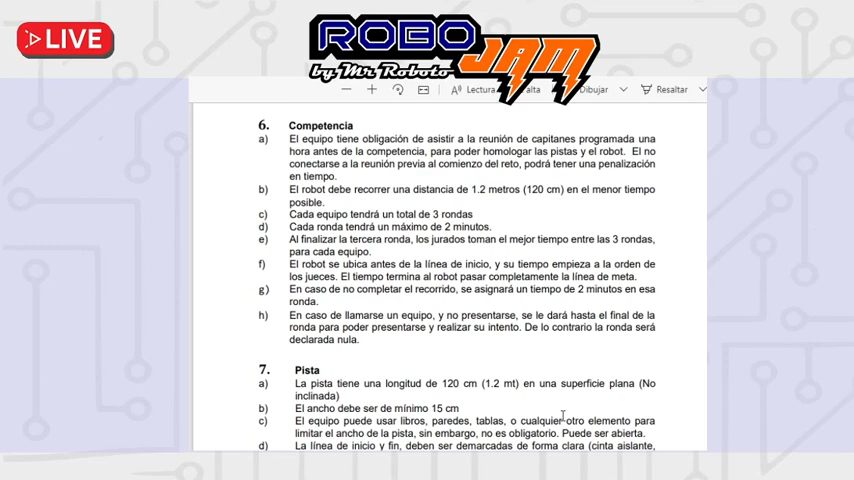 LIVE
ROBO
JAM
by Mr Roboto
Lectura
alta
Dibujar
Resaltar
6. Competencia
a) El equipo tiene obligación de asistir a la reunión de capitanes programada una
hora antes de la competencia, para poder homologar las pistas y el robot. El no
conectarse a la reunión previa al comienzo del reto, podrá tener una penalización
en tiempo.
b) El robot debe recorrer una distancia de 1.2 metros (120 cm) en el menor tiempo
posible.
c) Cada equipo tendrá un total de 3 rondas
d) Cada ronda tendrá un máximo de 2 minutos.
e) Al finalizar la tercera ronda, los jurados toman el mejor tiempo entre las 3 rondas,
para cada equipo.
f) El robot se ubica antes de la línea de inicio, y su tiempo empieza a la orden de
los jueces. El tiempo termina al robot pasar completamente la línea de meta.
g) En caso de no completar el recorrido, se asignará un tiempo de 2 minutos en esa
ronda.
h) En caso de llamarse un equipo, y no presentarse, se le dará hasta el final de la
ronda para poder presentarse y realizar su intento. De lo contrario la ronda será
declarada nula.
7. Pista
a) La pista tiene una longitud de 120 cm (1.2 mt) en una superficie plana (No
inclinada)
b) El ancho debe ser de mínimo 15 cm
c) El equipo puede usar libros, paredes, tablas, o cualquier otro elemento para
limitar el ancho de la pista, sin embargo, no es obligatorio. Puede ser abierta.
d) La línea de inicio y fin, deben ser demarcadas de forma clara (cinta aislante,